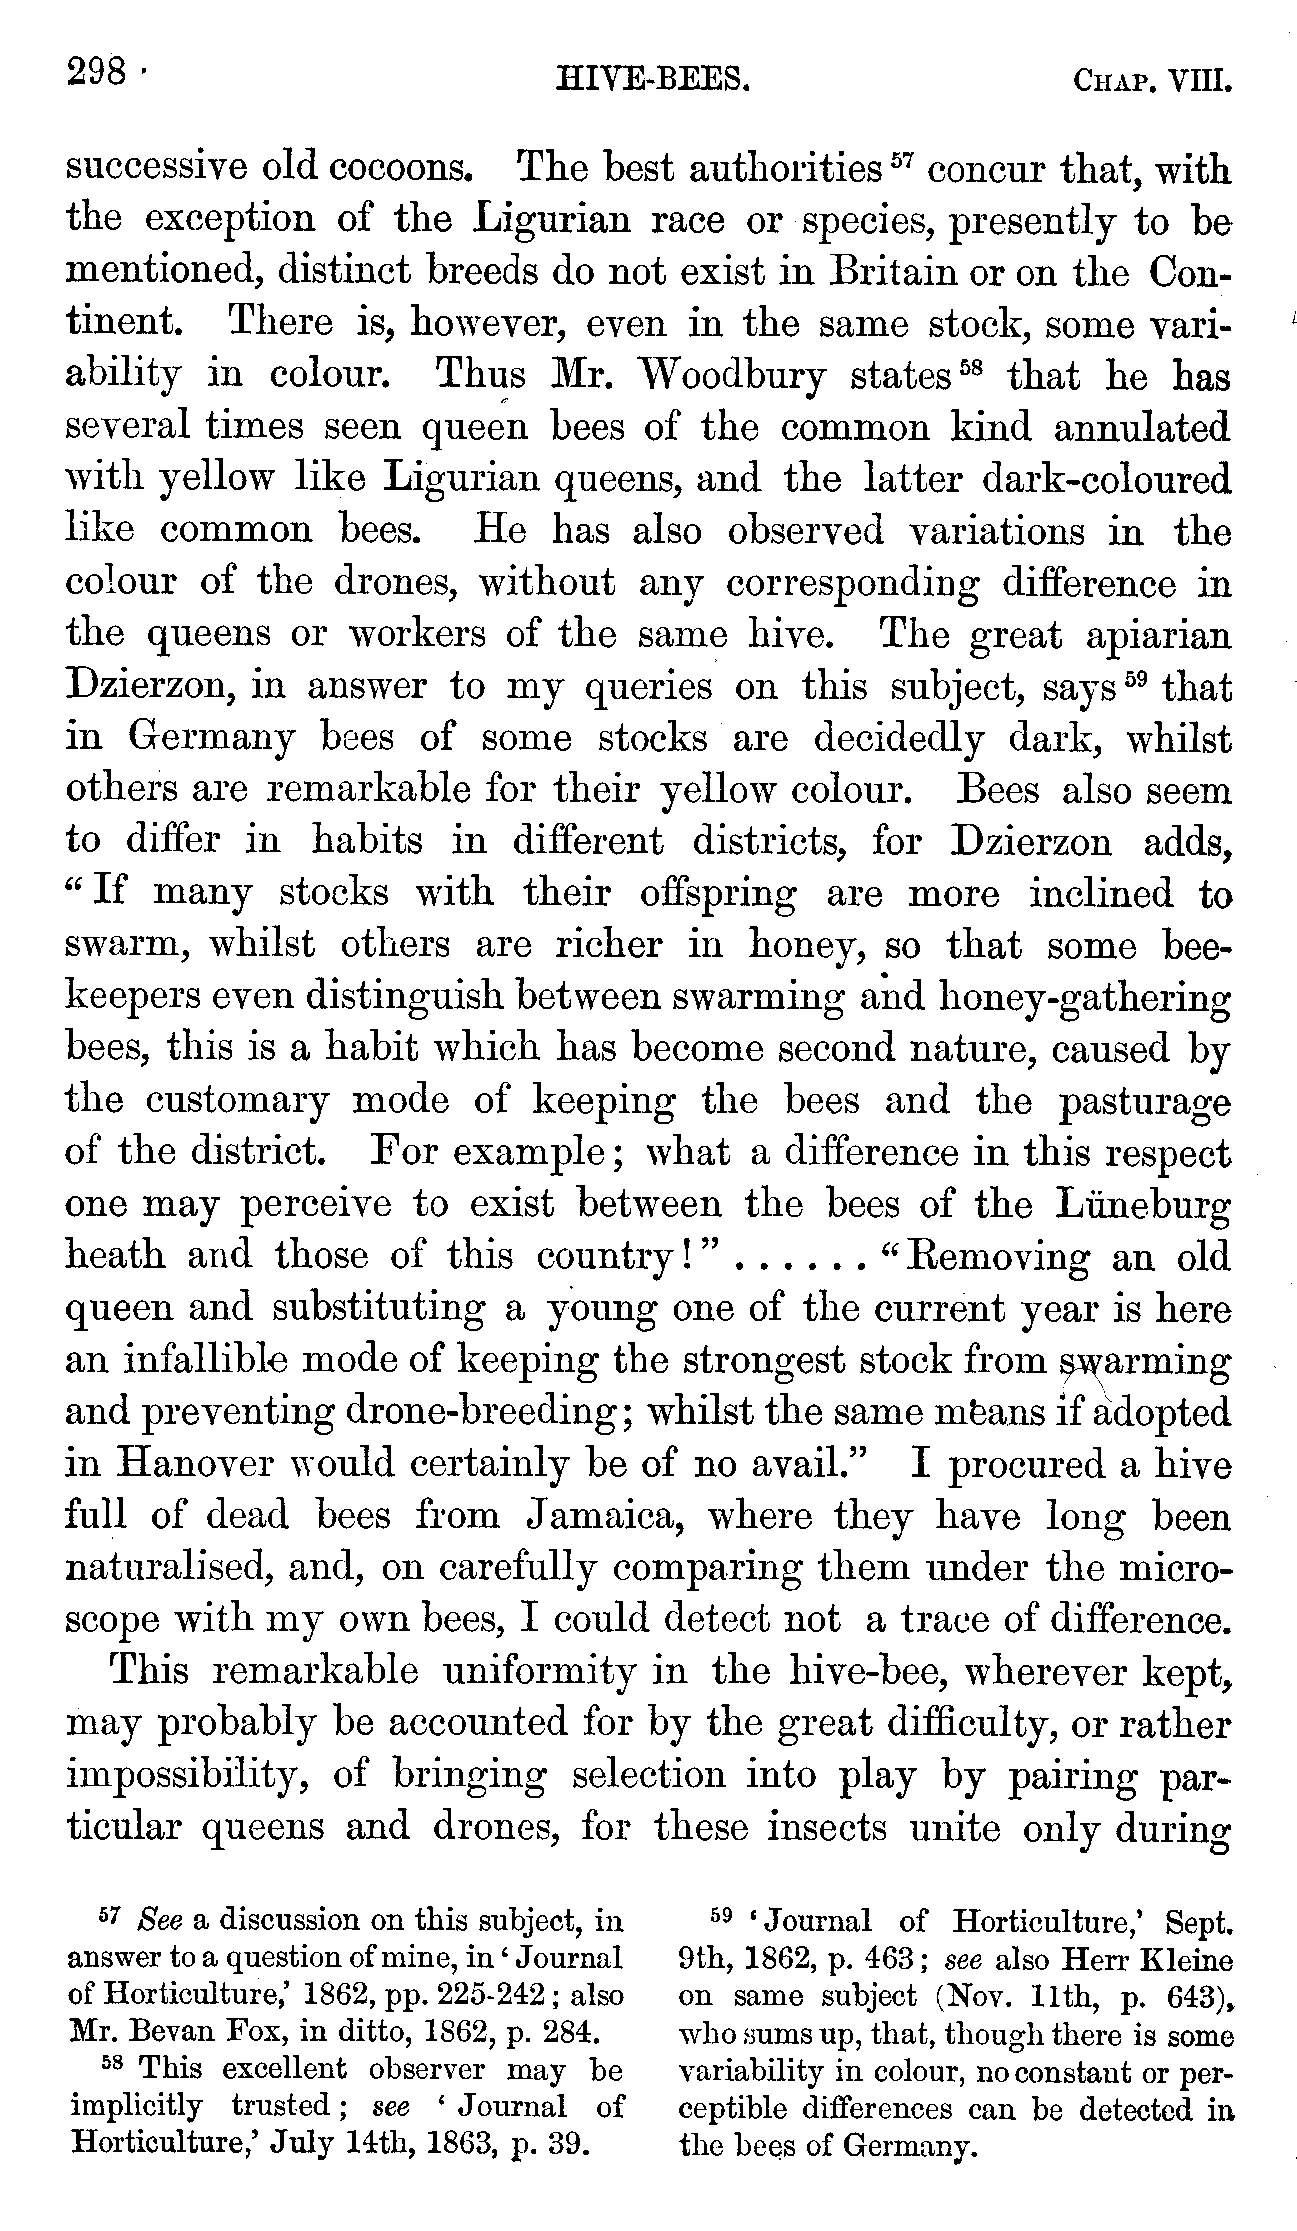 298
HIVE-BEES.
CHAP. VIII.
successive old cocoons. The best authorities 57 concur that, with
the exception of the Ligurian race or species, presently to be
mentioned, distinct breeds do not exist in Britain or on the Con-
tinent. There is, however, even in the same stock, some vari-
ability in colour. Thus Mr. Woodbury states 58 that he has
several times seen queen bees of the common kind annulated
with yellow like Ligurian queens, and the latter dark-coloured
like common bees. He has also observed variations in the
colour of the drones, without any corresponding difference in
the queens or workers of the same hive. The great apiarian
Dzierzon, in answer to my queries on this subject, says 59 that
in Germany bees of some stocks are decidedly dark, whilst
others are remarkable for their yellow colour. Bees also seem
to differ in habits in different districts, for Dzierzon adds,
“If many stocks with their offspring are more inclined to
swarm, whilst others are richer in honey, so that some bee-
keepers even distinguish between swarming and honey-gathering
bees, this is a habit which has become second nature, caused by
the customary mode of keeping the bees and the pasturage
of the district. For example; what a difference in this respect
one may perceive to exist between the bees of the Lüneburg
heath and those of this country!” . . . . . . “Removing an old
queen and substituting a young one of the current year is here
an infallible mode of keeping the strongest stock from swarming
and preventing drone-breeding; whilst the same means if adopted
in Hanover would certainly be of no avail.” I procured a hive
full of dead bees from Jamaica, where they have long been
naturalised, and, on carefully comparing them under the micro-
scope with my own bees, I could detect not a trace of difference.
This remarkable uniformity in the hive-bee, wherever kept,
may probably be accounted for by the great difficulty, or rather
impossibility, of bringing selection into play by pairing par-
ticular queens and drones, for these insects unite only during
57 See a discussion on this subject, in
answer to a question of mine, in ‘Journal
of Horticulture,’ 1862, pp. 225-242; also
Mr. Bevan Fox, in ditto, 1862, p. 284.
58 This excellent observer may be
implicitly trusted; see ‘Journal of
Horticulture,’ July 14th, 1863, p. 39.
59 ‘Journal of Horticulture,’ Sept.
9th, 1862, p. 463; see also Herr Kleine
on same subject (Nov. 11th, p. 643),
who sums up, that, though there is some
variability in colour, no constant or per-
ceptible differences can be detected in
the bees of Germany.